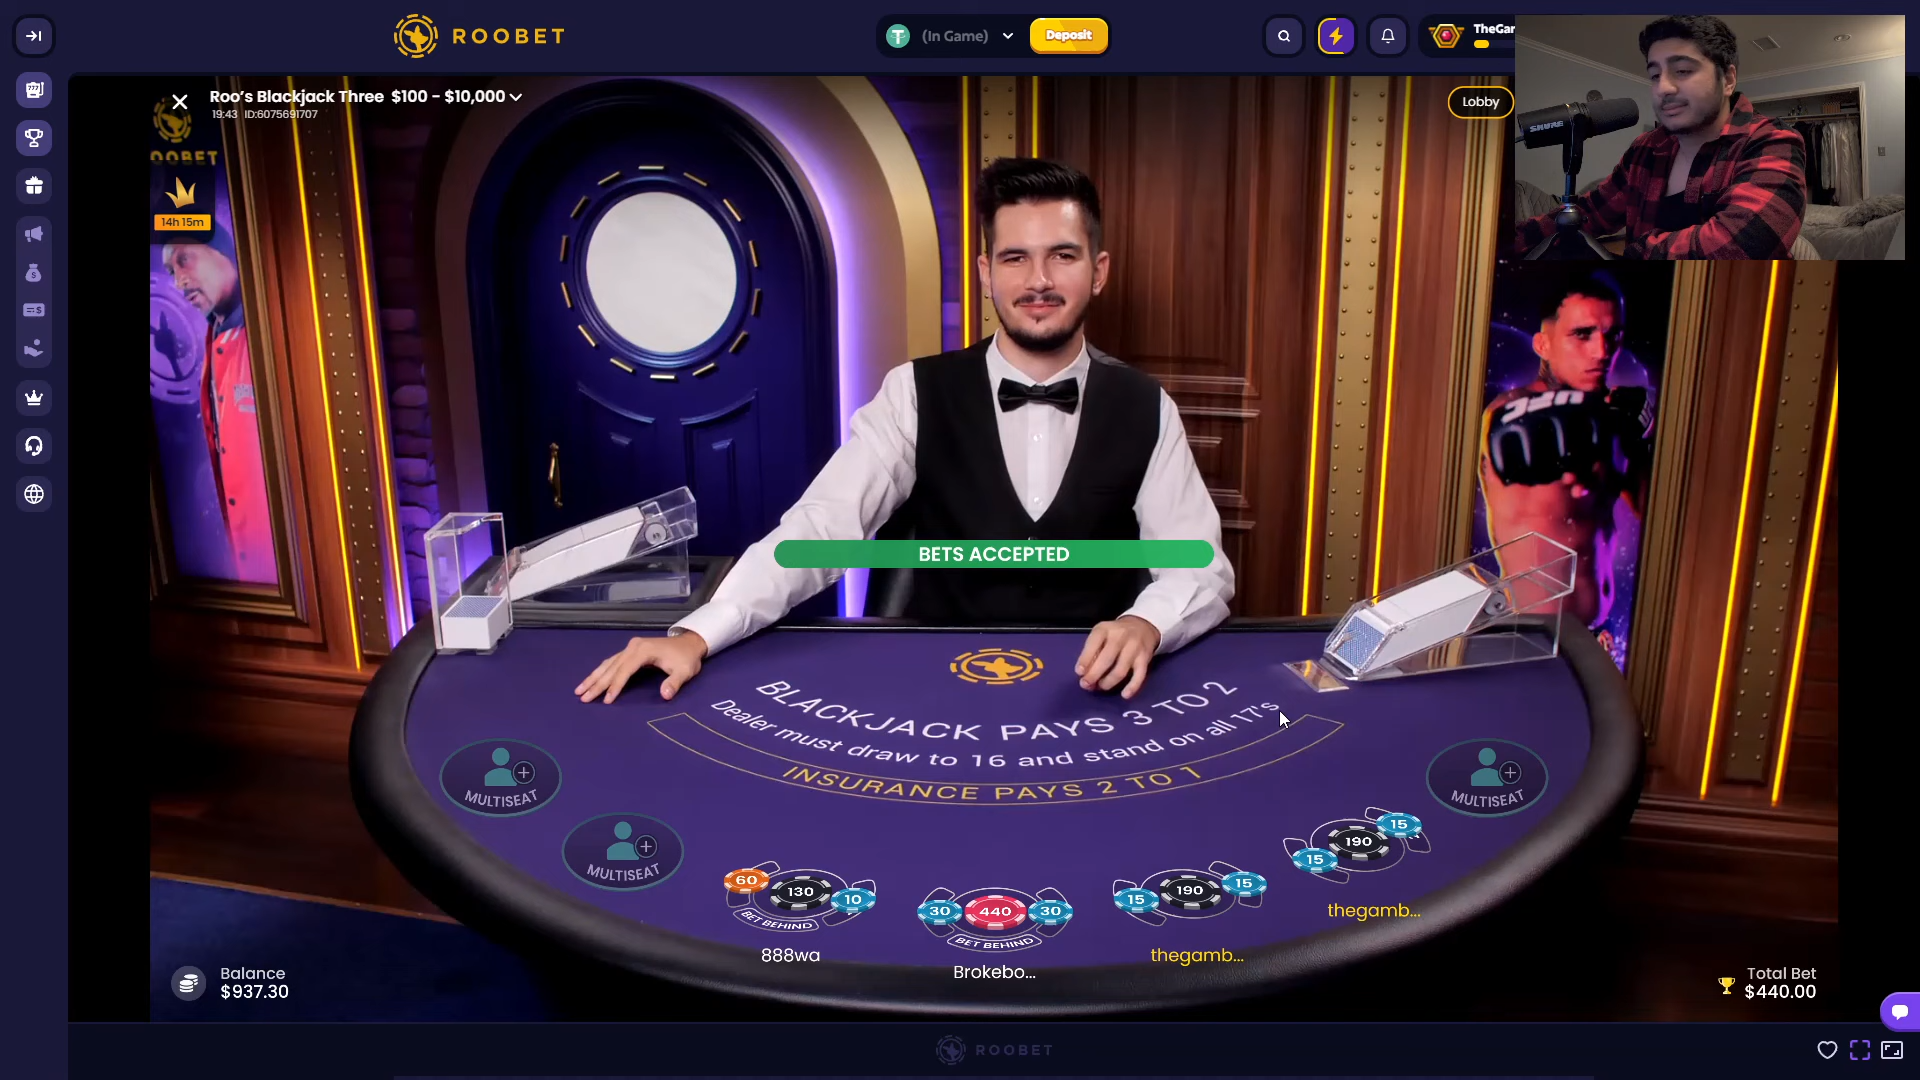 ROOBET
(In Game)
Deposit
TheGar
Roo's Blackjack Three $100 - $10,000
19:43 ID:6075691707
Lobby
SHURE
OOBET
14h 15m
UFC
BETS ACCEPTED
BLACKJACK PAYS 3 TO 2
Dealer must draw to 16 and stand on all 17's
INSURANCE PAYS 2 TO 1
MULTISEAT
MULTISEAT
MULTISEAT
15
190
15
60
130
10
BET BEHIND
888wa
30
440
30
BET BEHIND
Brokebo...
15
190
15
thegamb...
thegamb...
Balance
$937.30
Total Bet
$440.00
ROOBET